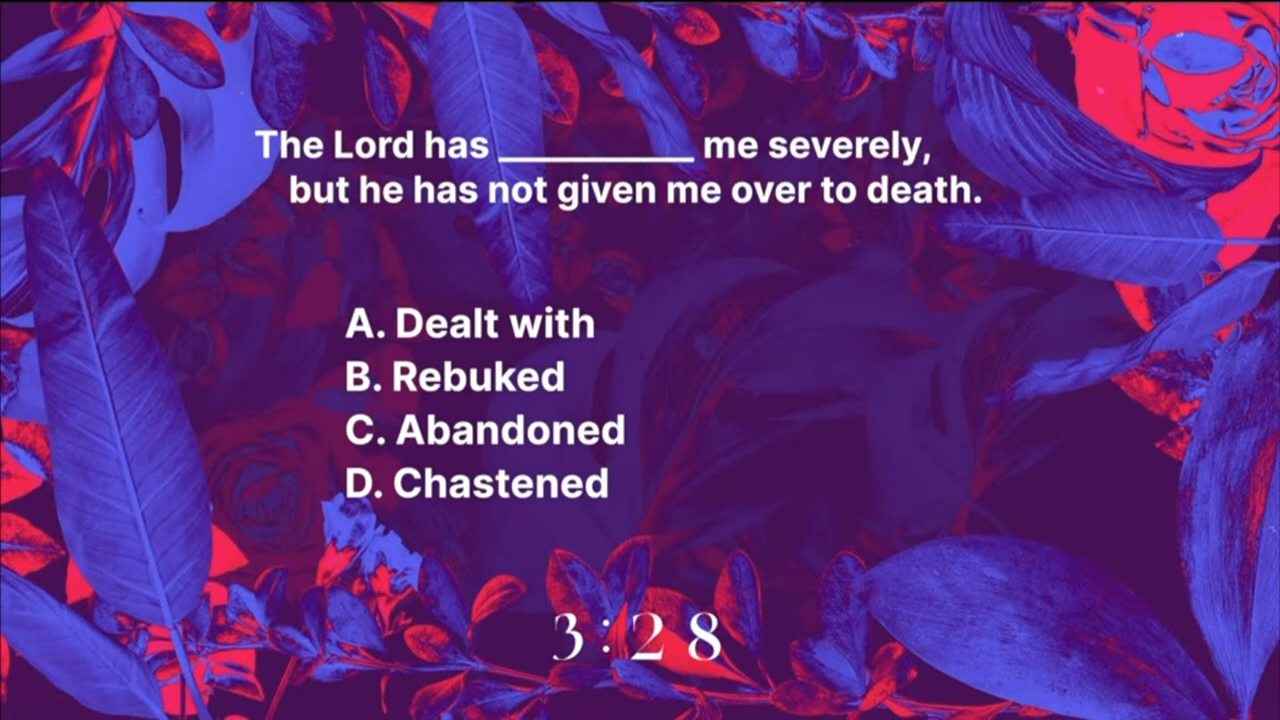 The Lord has __________ me severely,
but he has not given me over to death.
A. Dealt with
B. Rebuked
C. Abandoned
D. Chastened
3:28